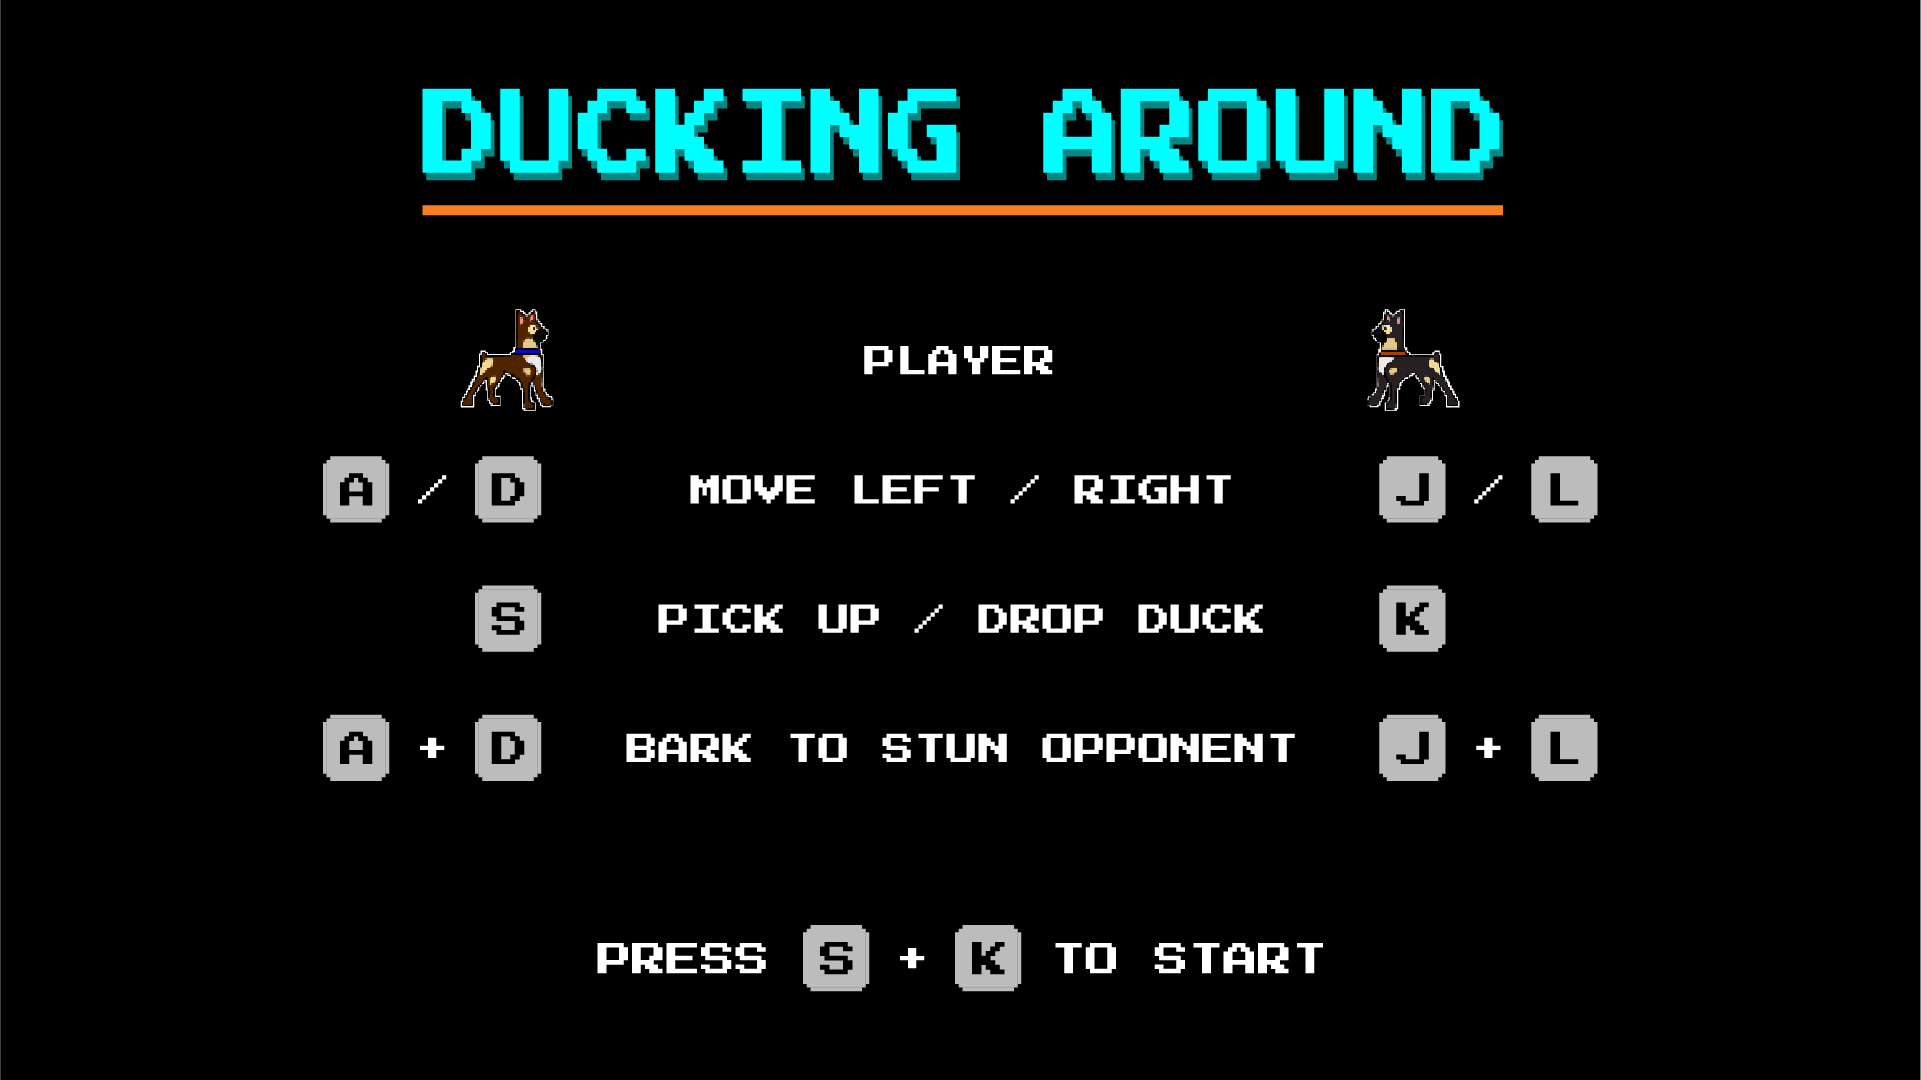 DUCKING AROUND
PLAYER
A / D MOVE LEFT / RIGHT J / L
S PICK UP / DROP DUCK K
A + D BARK TO STUN OPPONENT J + L
PRESS S + K TO START